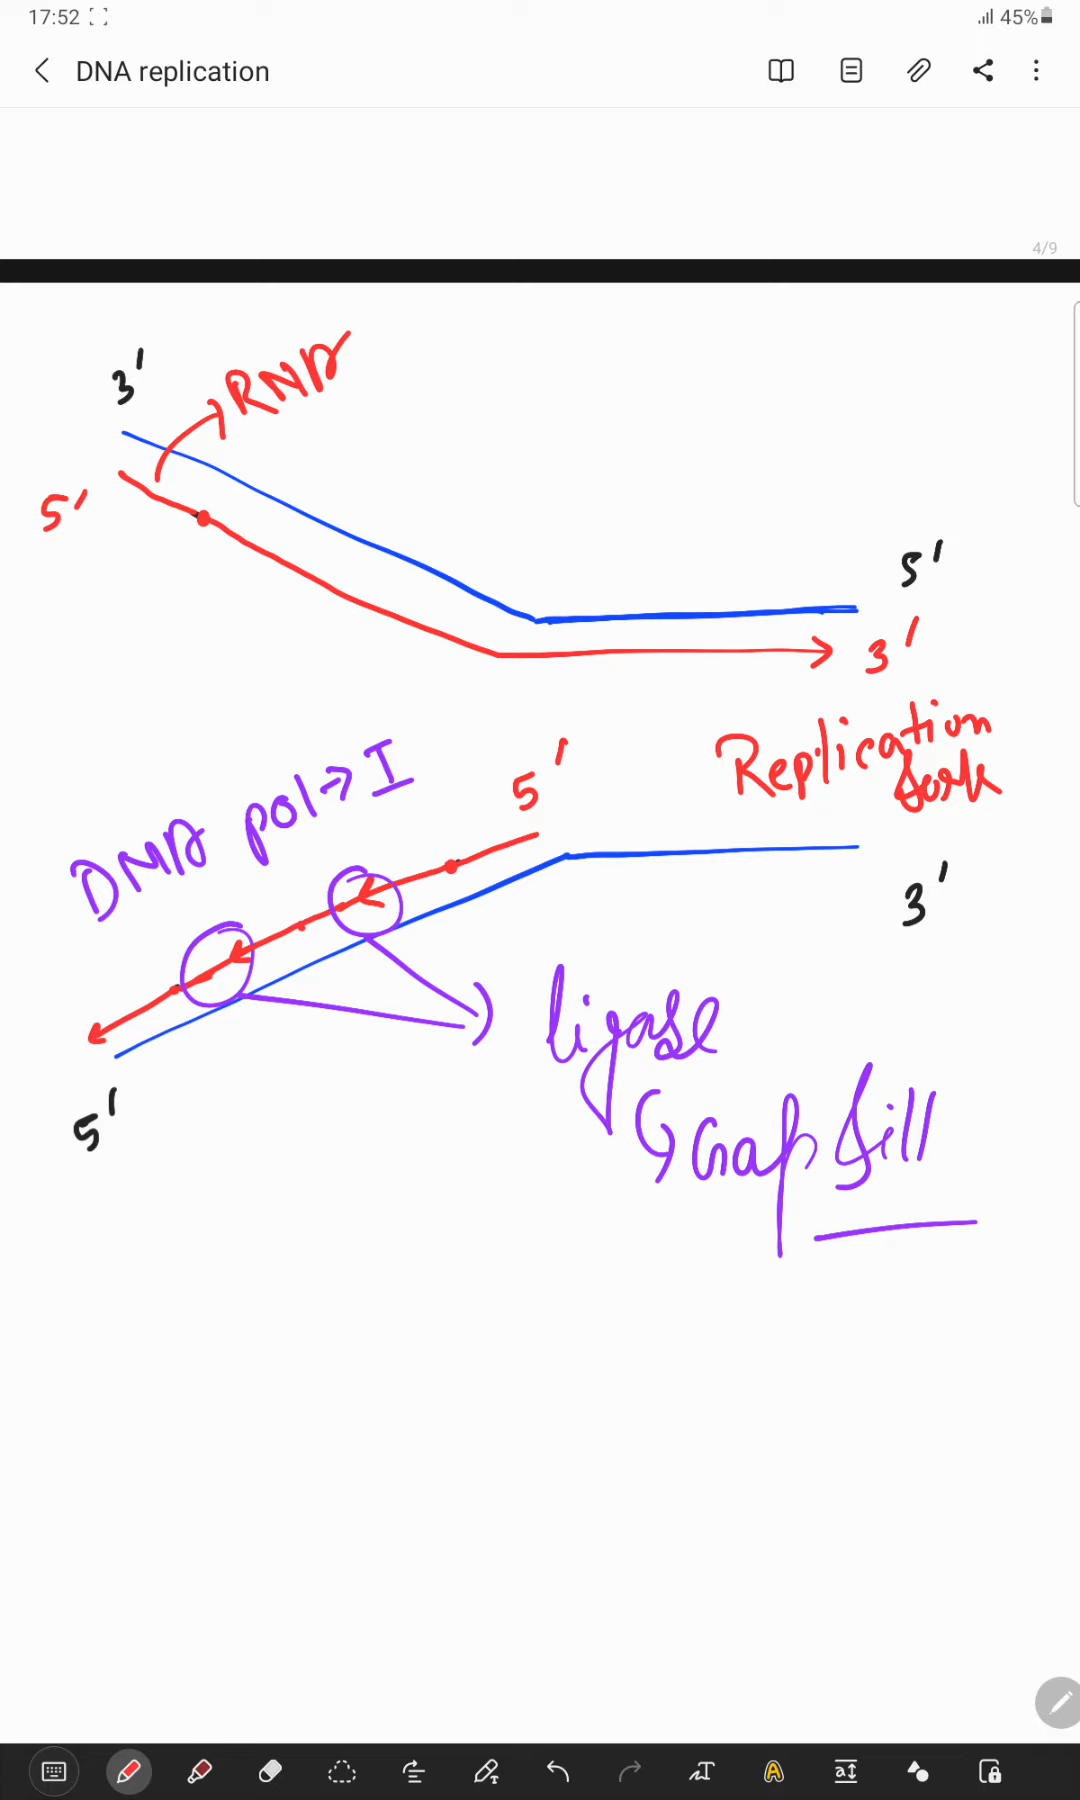 17:52
45%
DNA replication
4/9
3'
RNA
5'
5'
3'
Replication
fork
DNA pol → I
5'
3'
ligase
Gap fill
5'